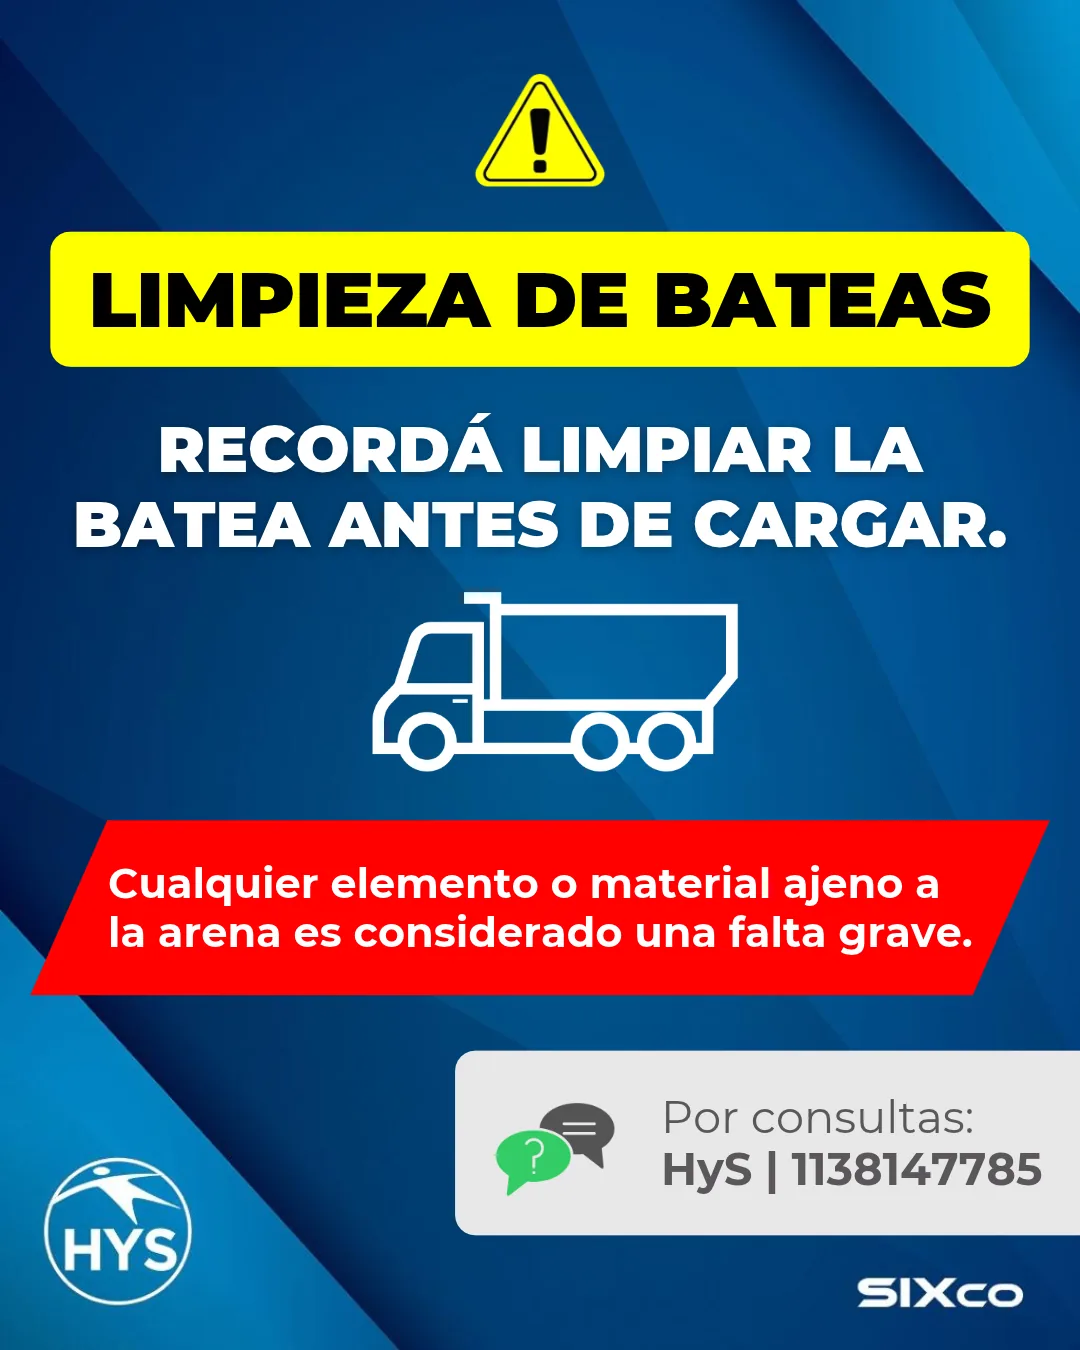 LIMPIEZA DE BATEAS
RECORDÁ LIMPIAR LA
BATEA ANTES DE CARGAR.
Cualquier elemento o material ajeno a
la arena es considerado una falta grave.
Por consultas:
HyS | 1138147785
HYS
SIXco